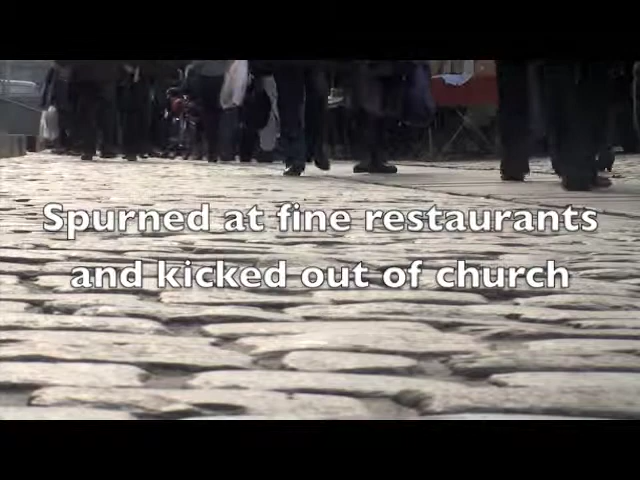 Spurned at fine restaurants
and kicked out of church